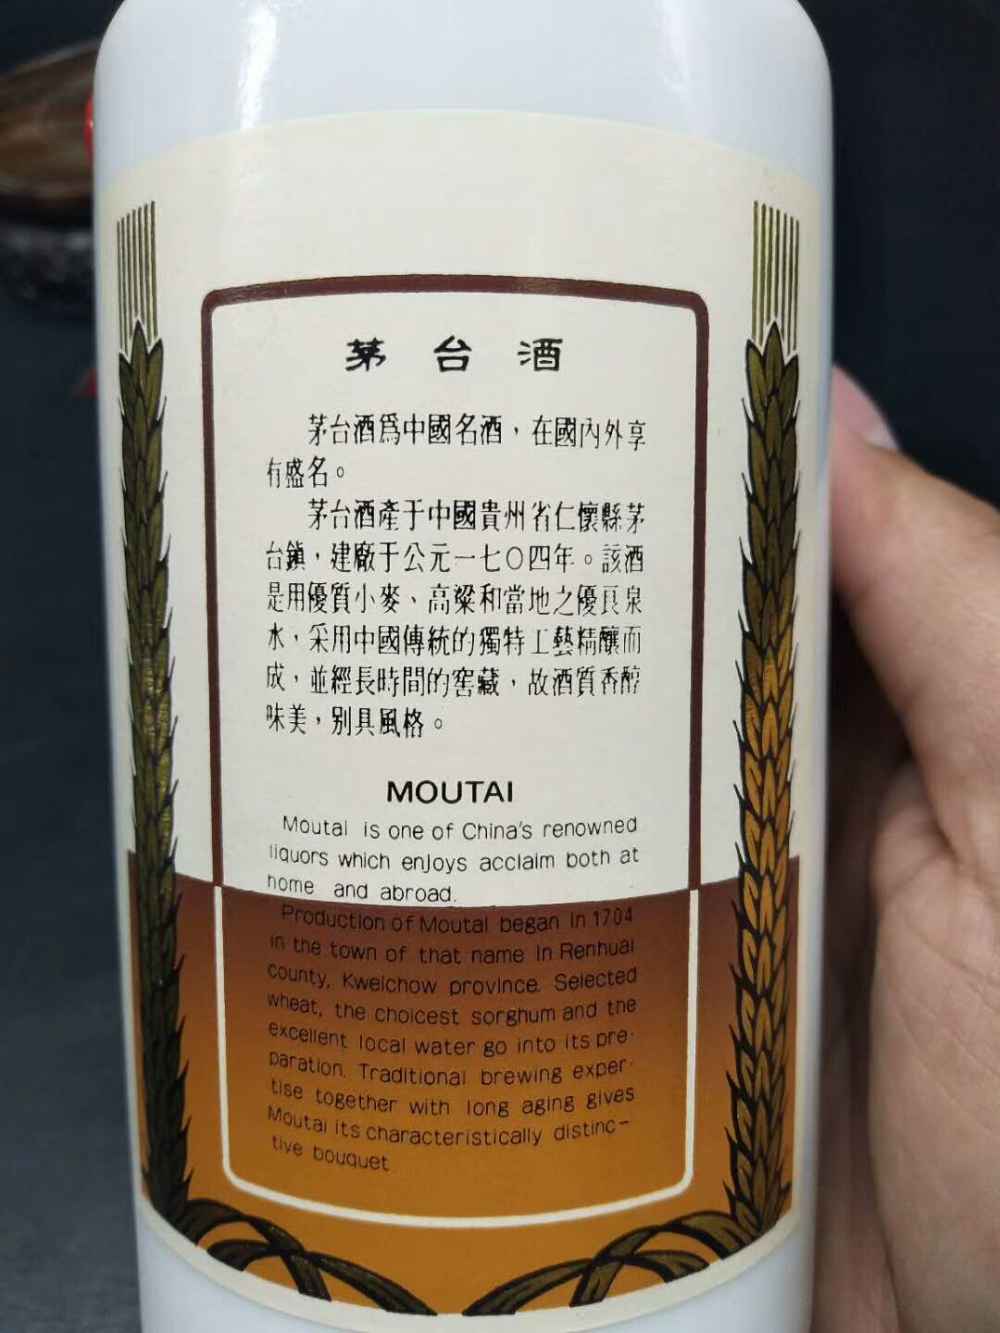 茅台酒
茅台酒爲中國名酒，在國内外享
有盛名。
茅台酒產于中國貴州省仁懷縣茅
台鎮，建廠于公元一七〇四年。該酒
是用優質小麥、高粱和當地之優良泉
水，采用中國傳統的獨特工藝精釀而
成，並經長時間的窖藏，故酒質香醇
味美，别具風格。
MOUTAI
Moutai is one of China's renowned
liquors which enjoys acclaim both at
home and abroad.
Production of Moutai began in 1704
in the town of that name in Renhuai
county, Kweichow province. Selected
wheat, the choicest sorghum and the
excellent local water go into its pre-
paration. Traditional brewing exper-
tise together with long aging gives
Moutai its characteristically distinc-
tive bouquet